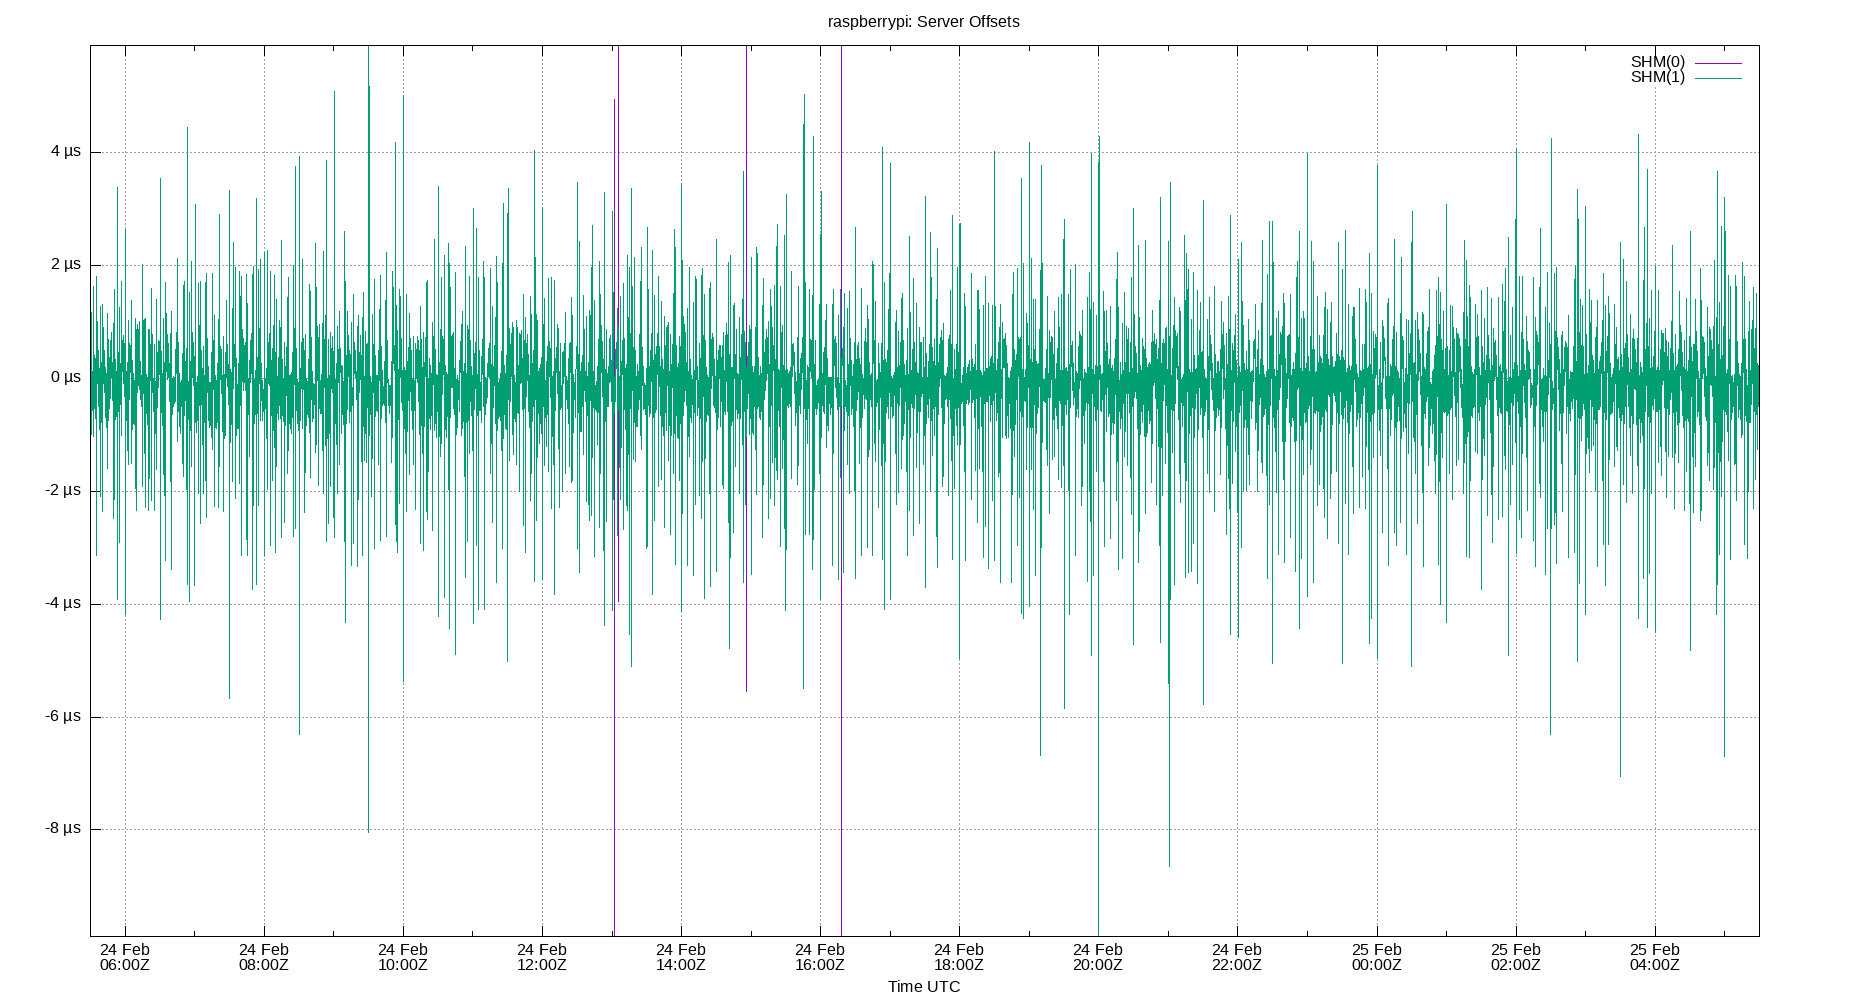 raspberrypi: Server Offsets
SHM(0)
SHM(1)
4 µs
2 µs
0 µs
-2 µs
-4 µs
-6 µs
-8 µs
24 Feb 24 Feb 24 Feb 24 Feb 24 Feb 24 Feb 24 Feb 24 Feb 24 Feb 25 Feb 25 Feb 25 Feb
06:00Z 08:00Z 10:00Z 12:00Z 14:00Z 16:00Z 18:00Z 20:00Z 22:00Z 00:00Z 02:00Z 04:00Z
Time UTC